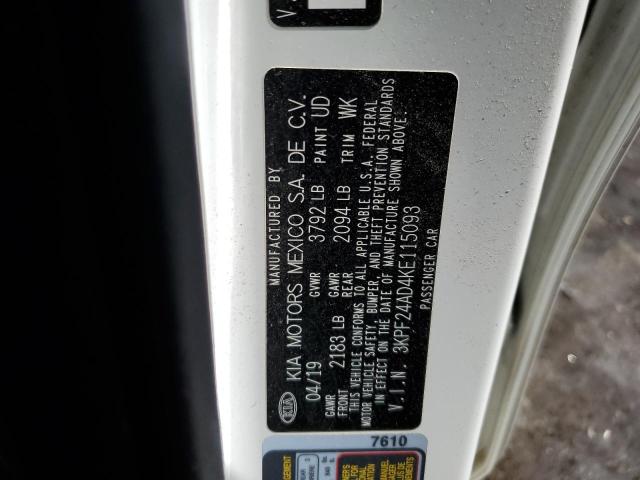 MANUFACTURED BY
KIA KIA MOTORS MEXICO S.A. DE C.V.
04/19 GVWR 3792 LB PAINT UD
GAWR FRONT 2183 LB GAWR REAR 2094 LB TRIM WK
THIS VEHICLE CONFORMS TO ALL APPLICABLE U.S.A. FEDERAL
MOTOR VEHICLE SAFETY, BUMPER, AND THEFT PREVENTION STANDARDS
IN EFFECT ON THE DATE OF MANUFACTURE SHOWN ABOVE.
V.I.N. 3KPF24AD4KE115093
PASSENGER CAR
7610